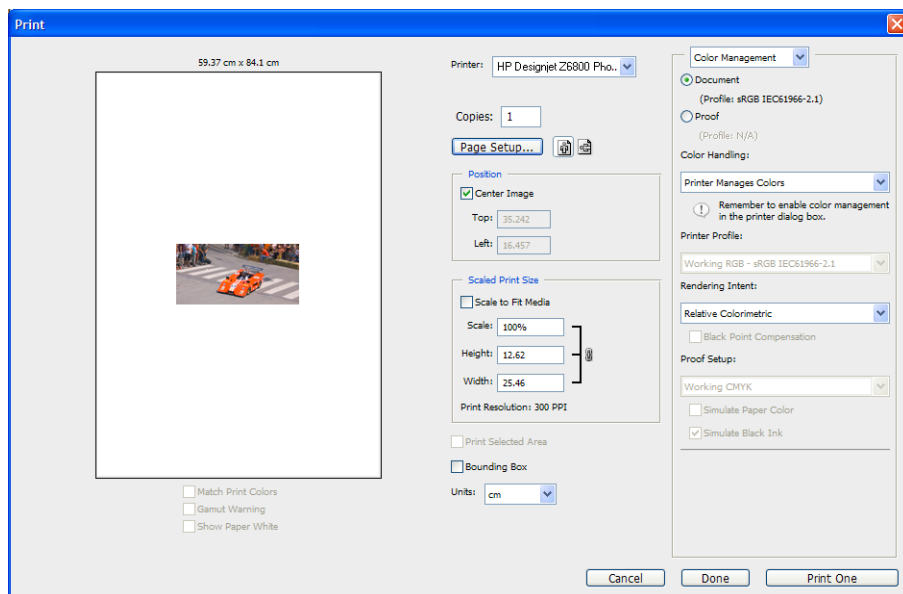 Print
59.37 cm x 84.1 cm
Match Print Colors
Gamut Warning
Show Paper White
Printer: HP Designjet Z6800 Pho..
Copies: 1
Page Setup...
Position
Center Image
Top: 35.242
Left: 16.457
Scaled Print Size
Scale to Fit Media
Scale: 100%
Height: 12.62
Width: 25.46
Print Resolution: 300 PPI
Print Selected Area
Bounding Box
Units: cm
Color Management
Document
(Profile: sRGB IEC61966-2.1)
Proof
(Profile: N/A)
Color Handling:
Printer Manages Colors
Remember to enable color management
in the printer dialog box.
Printer Profile:
Working RGB - sRGB IEC61966-2.1
Rendering Intent:
Relative Colorimetric
Black Point Compensation
Proof Setup:
Working CMYK
Simulate Paper Color
Simulate Black Ink
Cancel
Done
Print One